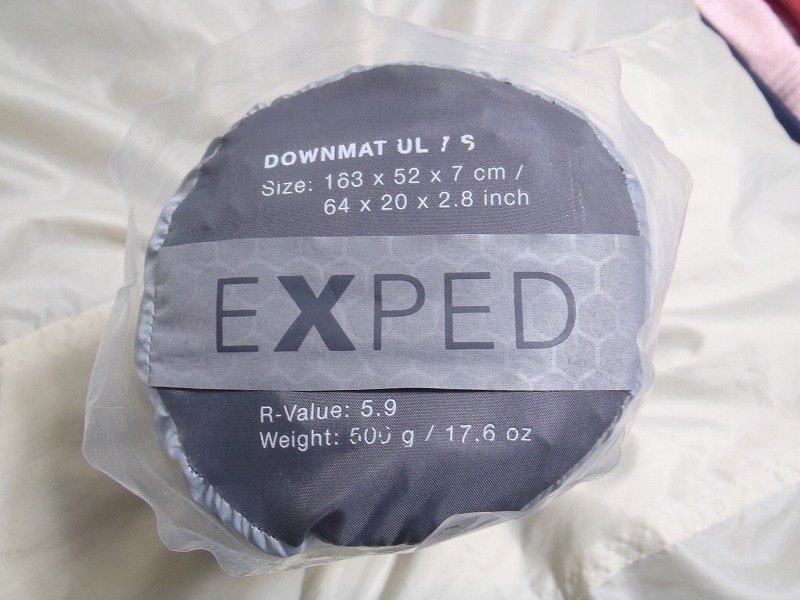 DOWNMAT UL 7 S
Size: 163 x 52 x 7 cm /
64 x 20 x 2.8 inch
EXPED
R-Value: 5.9
Weight: 500 g / 17.6 oz